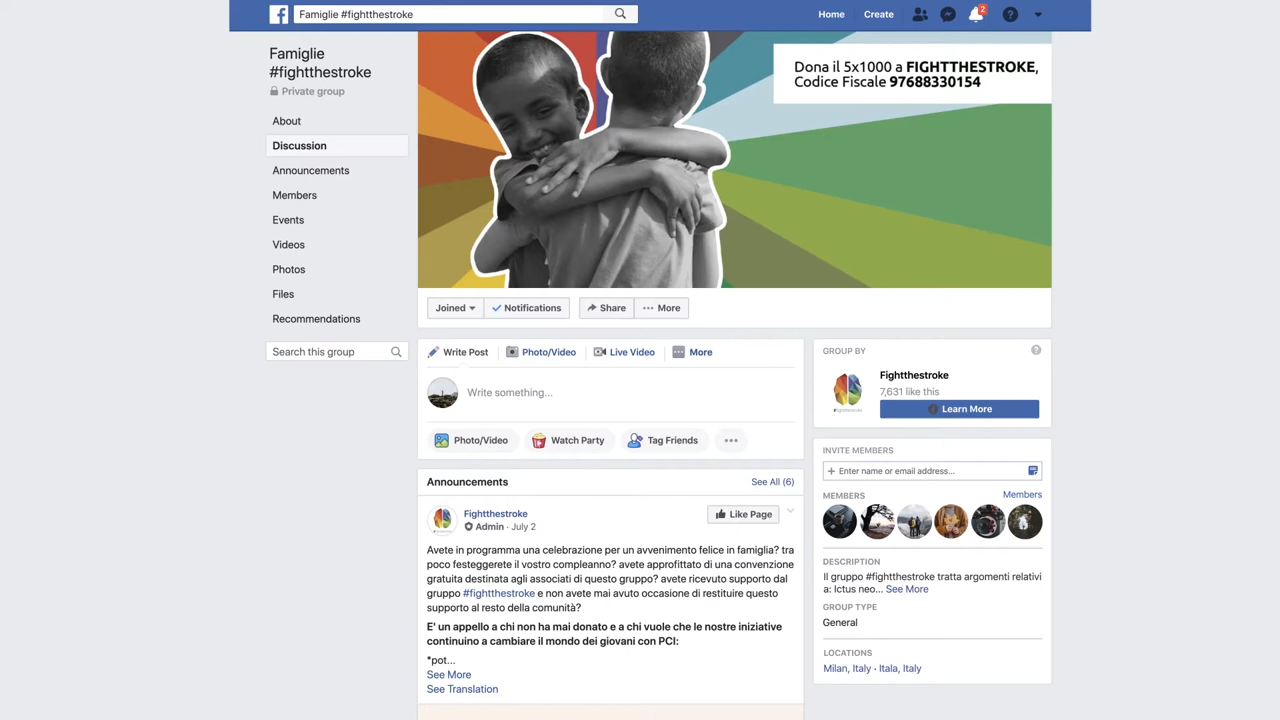 Famiglie #fightthestroke
Home
Create
2
Famiglie
#fightthestroke
Private group
About
Discussion
Announcements
Members
Events
Videos
Photos
Files
Recommendations
Search this group
Dona il 5x1000 a FIGHTTHESTROKE,
Codice Fiscale 97688330154
Joined
Notifications
Share
More
Write Post
Photo/Video
Live Video
More
Write something...
Photo/Video
Watch Party
Tag Friends
Announcements
See All (6)
Fightthestroke
Admin · July 2
Like Page
Avete in programma una celebrazione per un avvenimento felice in famiglia? tra
poco festeggerete il vostro compleanno? avete approfittato di una convenzione
gratuita destinata agli associati di questo gruppo? avete ricevuto supporto dal
gruppo #fightthestroke e non avete mai avuto occasione di restituire questo
supporto al resto della comunità?
E' un appello a chi non ha mai donato e a chi vuole che le nostre iniziative
continuino a cambiare il mondo dei giovani con PCI:
*pot...
See More
See Translation
GROUP BY
Fightthestroke
7,631 like this
Learn More
INVITE MEMBERS
+ Enter name or email address...
MEMBERS
Members
DESCRIPTION
Il gruppo #fightthestroke tratta argomenti relativi
a: Ictus neo... See More
GROUP TYPE
General
LOCATIONS
Milan, Italy · Itala, Italy